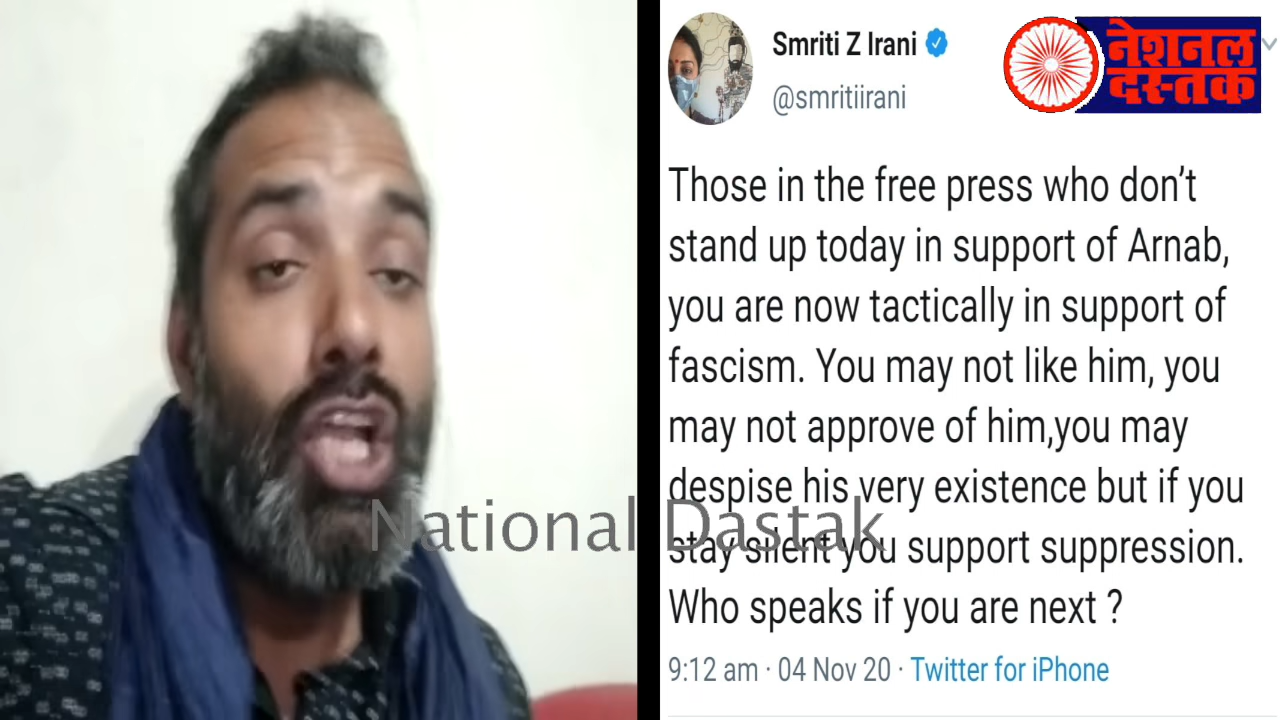 Smriti Z Irani
@smritiirani
नेशनल
दस्तक
Those in the free press who don’t
stand up today in support of Arnab,
you are now tactically in support of
fascism. You may not like him, you
may not approve of him,you may
despise his very existence but if you
stay silent you support suppression.
Who speaks if you are next ?
9:12 am · 04 Nov 20 · Twitter for iPhone
National Dastak